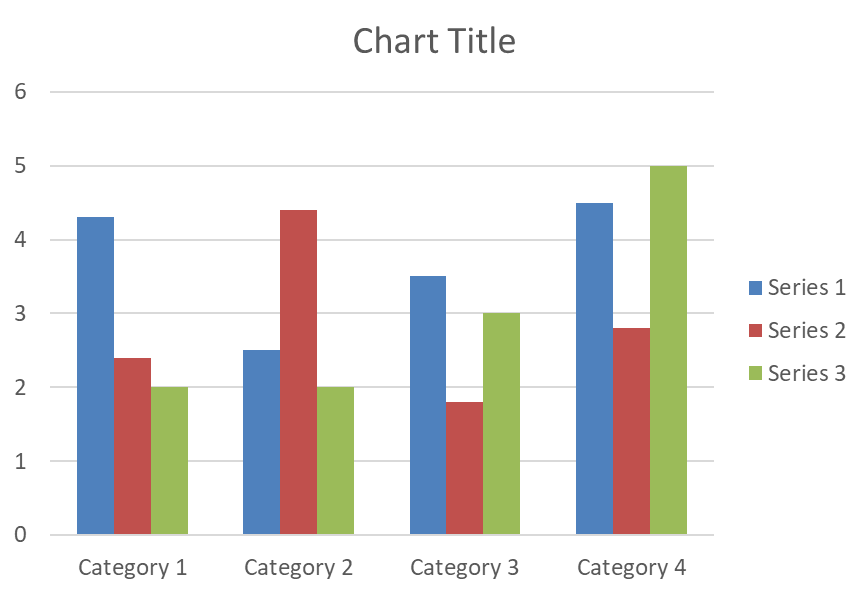 Chart Title
6
5
4
3
2
1
0
Category 1 Category 2 Category 3 Category 4
Series 1
Series 2
Series 3